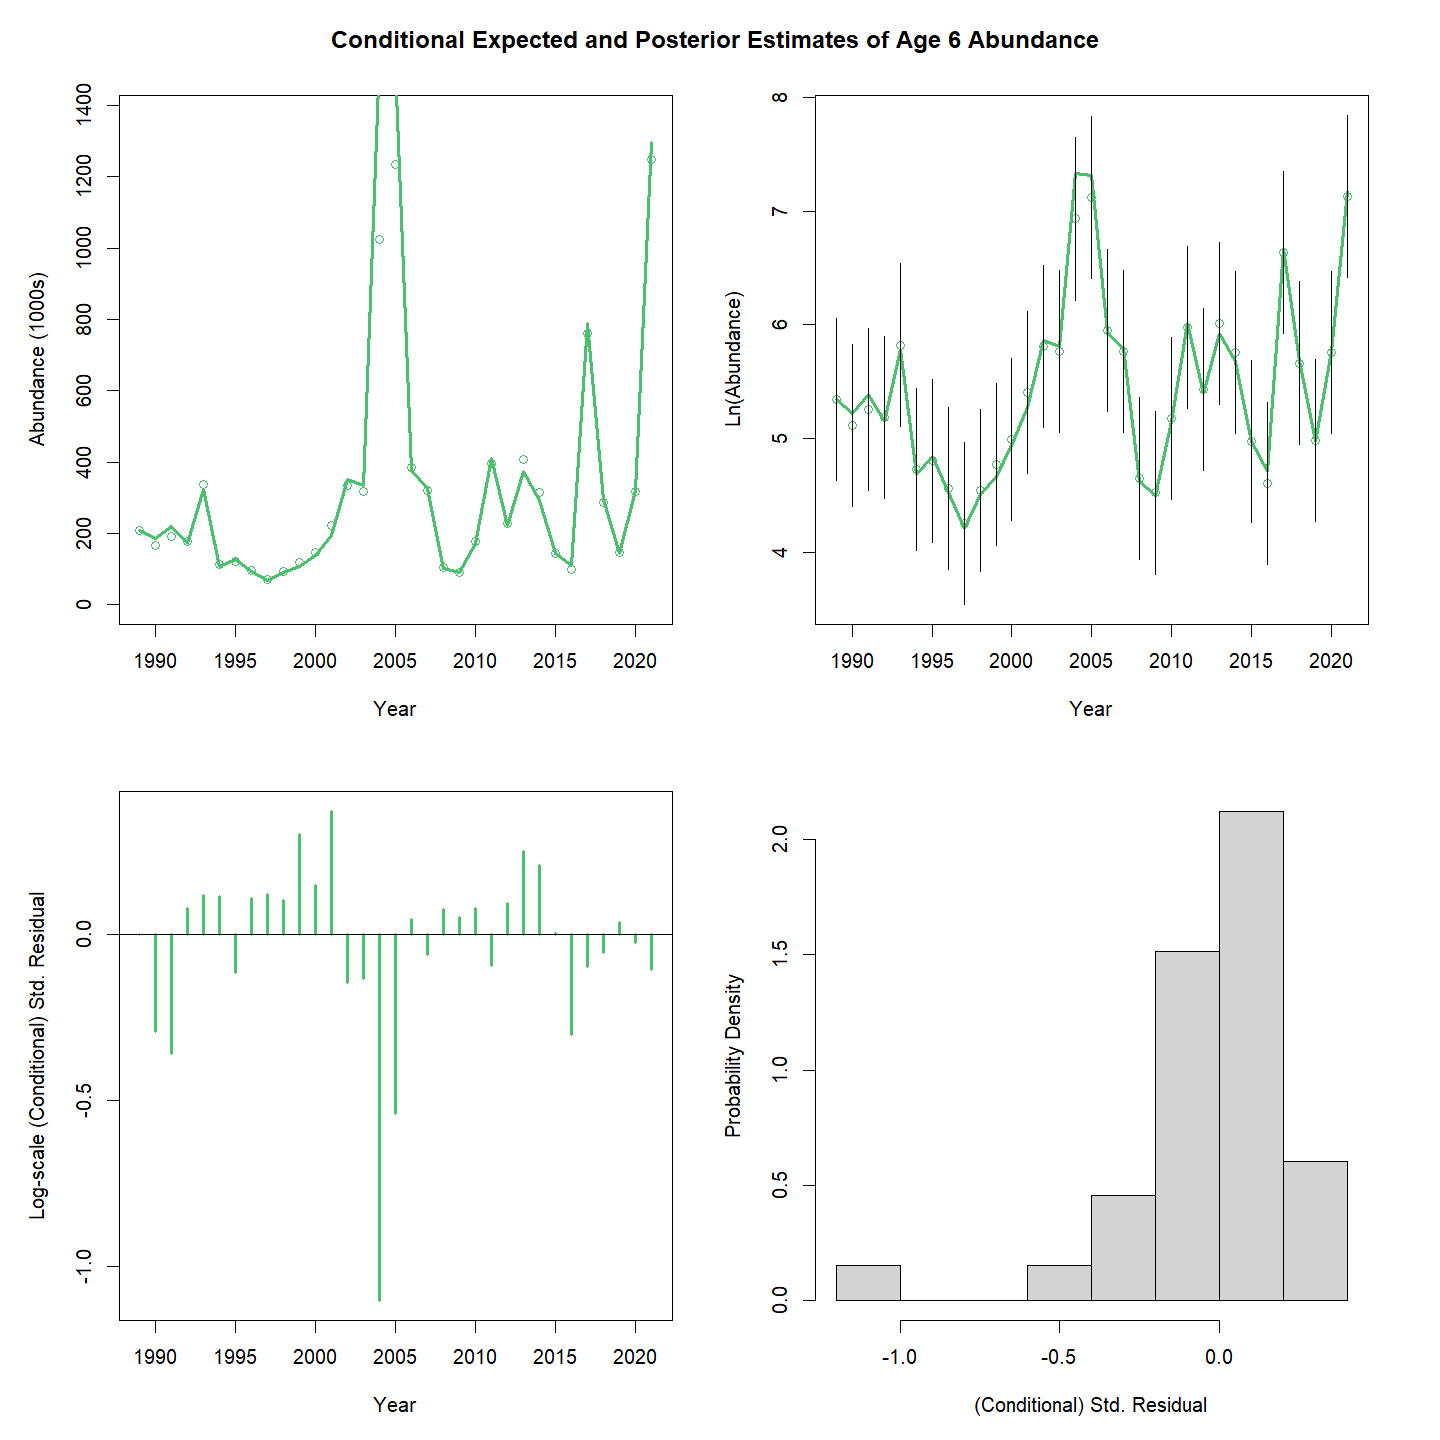 Conditional Expected and Posterior Estimates of Age 6 Abundance
Abundance (1000s)
1400
1200
1000
800
600
400
200
0
1990 1995 2000 2005 2010 2015 2020
Year
Ln(Abundance)
8
7
6
5
4
1990 1995 2000 2005 2010 2015 2020
Year
Log-scale (Conditional) Std. Residual
0.0
-0.5
-1.0
1990 1995 2000 2005 2010 2015 2020
Year
Probability Density
2.0
1.5
1.0
0.5
0.0
-1.0 -0.5 0.0
(Conditional) Std. Residual